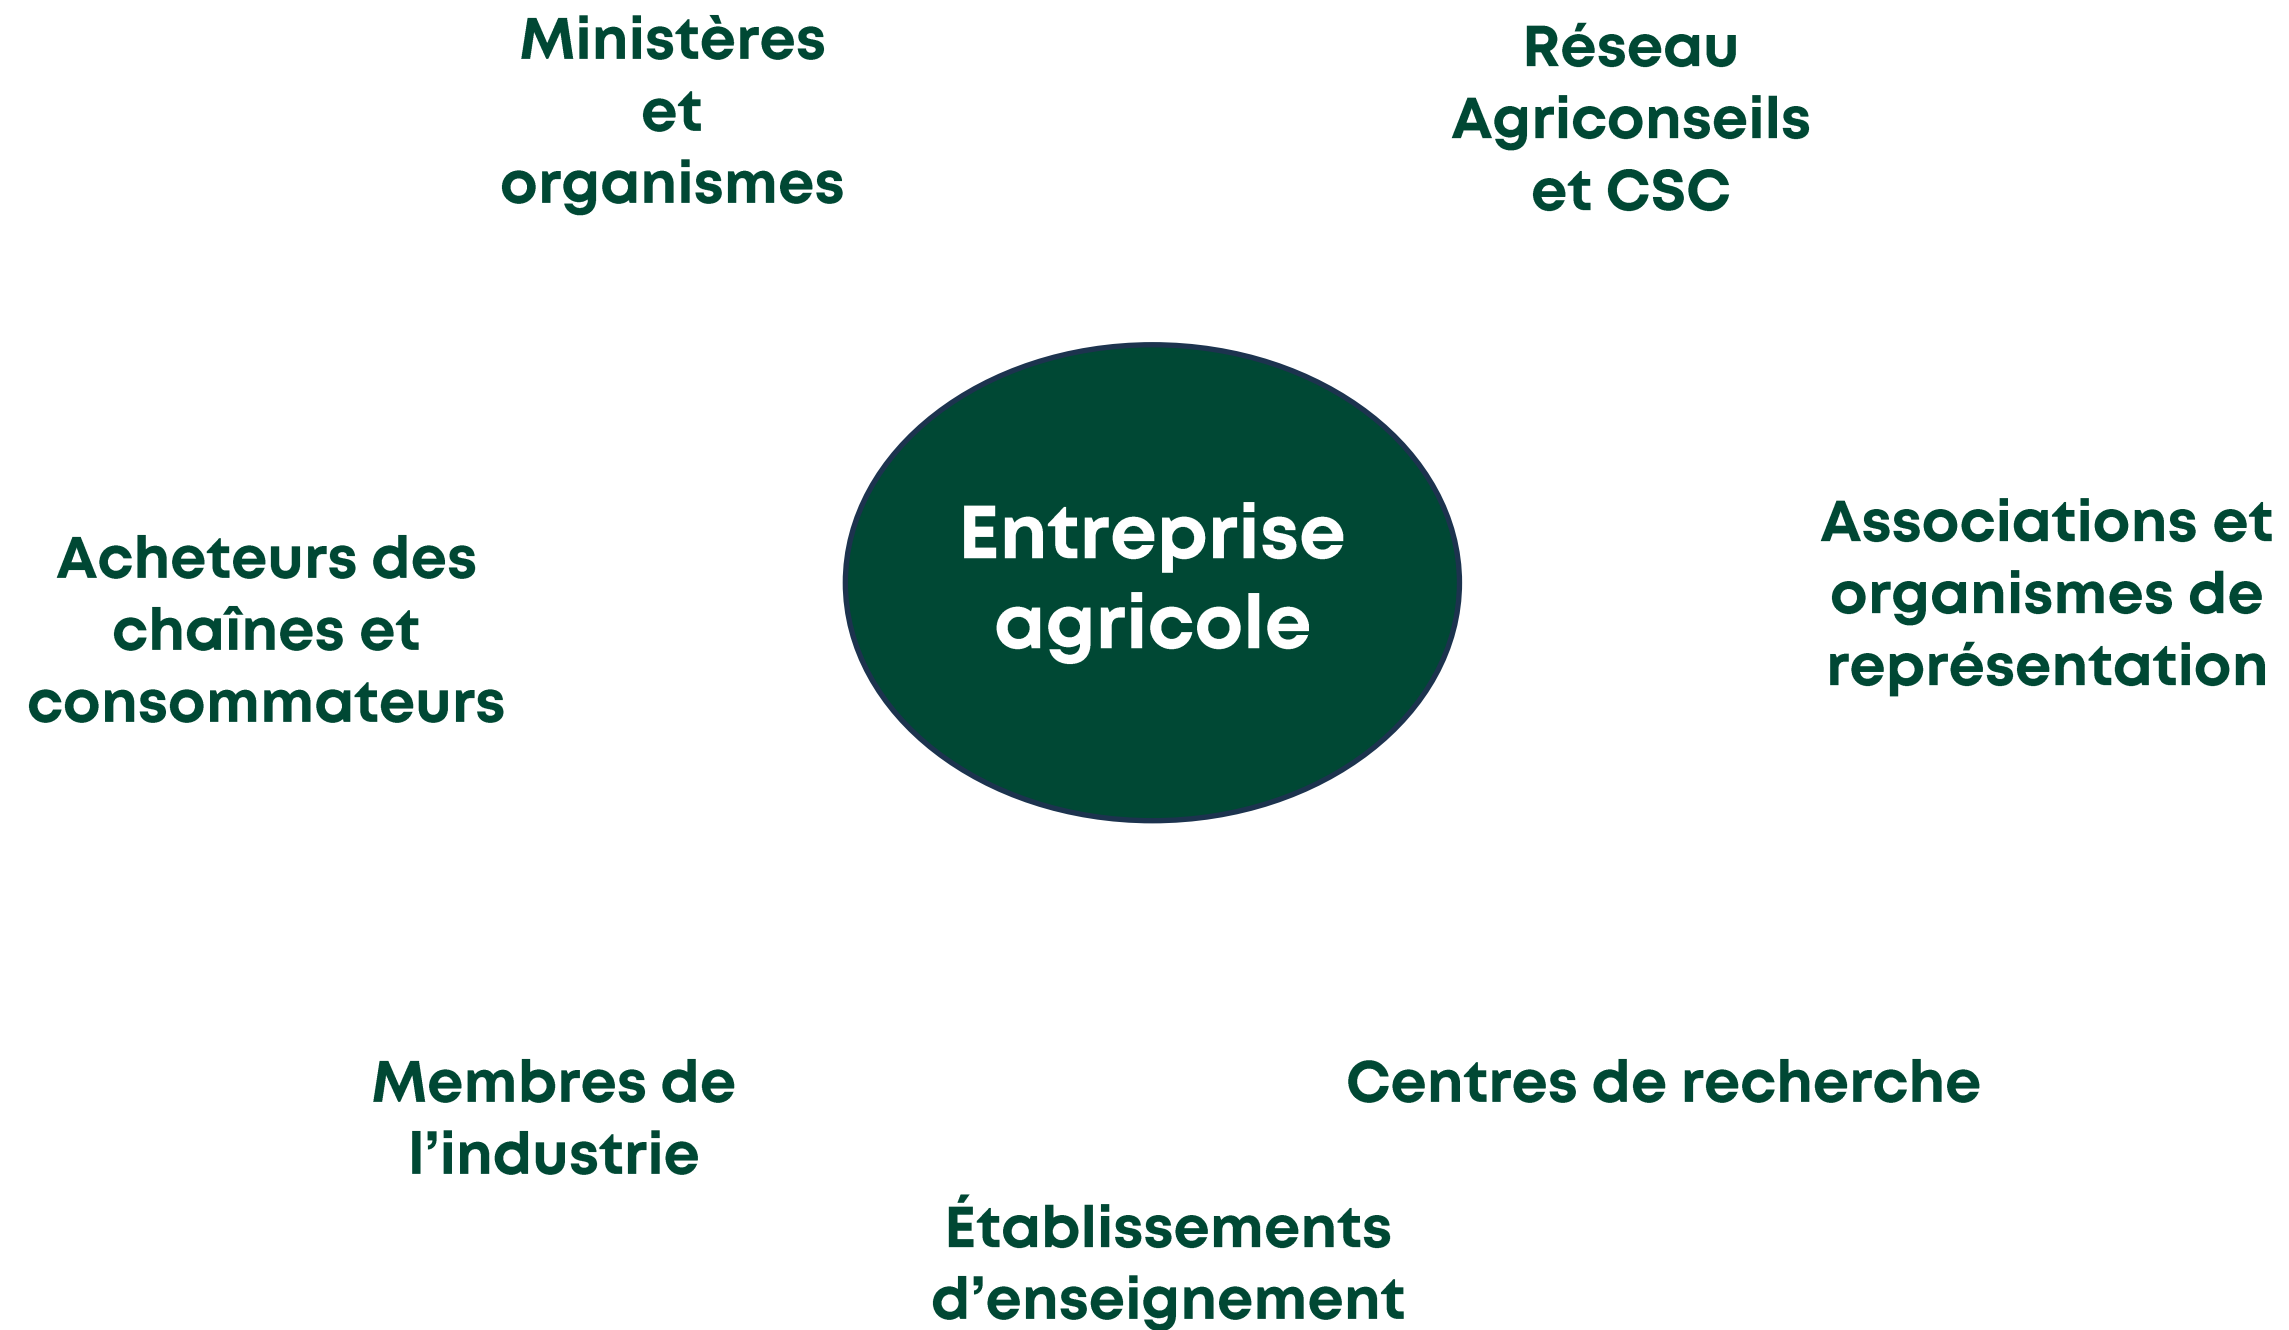 Ministères
et
organismes
Réseau
Agriconseils
et CSC
Entreprise
agricole
Acheteurs des
chaînes et
consommateurs
Associations et
organismes de
représentation
Membres de
l’industrie
Centres de recherche
Établissements
d’enseignement